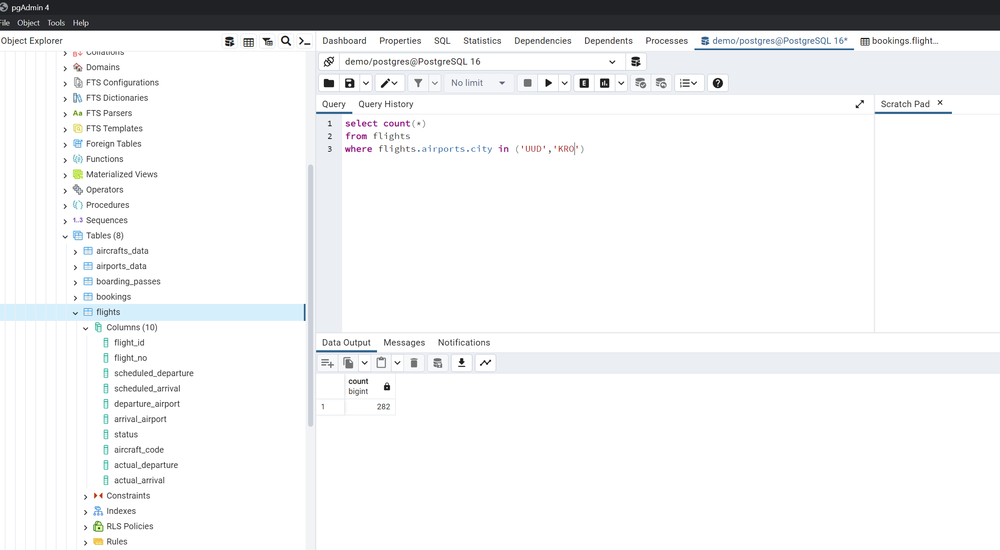 pgAdmin 4
File Object Tools Help
Object Explorer
Dashboard Properties SQL Statistics Dependencies Dependents Processes demo/postgres@PostgreSQL 16* bookings.flight...
demo/postgres@PostgreSQL 16
No limit
Query Query History
Scratch Pad
1 select count(*)
2 from flights
3 where flights.airports.city in ('UUD','KRO')
Collations
Domains
FTS Configurations
FTS Dictionaries
Aa FTS Parsers
FTS Templates
Foreign Tables
Functions
Materialized Views
Operators
Procedures
1..3 Sequences
Tables (8)
aircrafts_data
airports_data
boarding_passes
bookings
flights
Columns (10)
flight_id
flight_no
scheduled_departure
scheduled_arrival
departure_airport
arrival_airport
status
aircraft_code
actual_departure
actual_arrival
Constraints
Indexes
RLS Policies
Rules
Data Output Messages Notifications
count
bigint
1 282